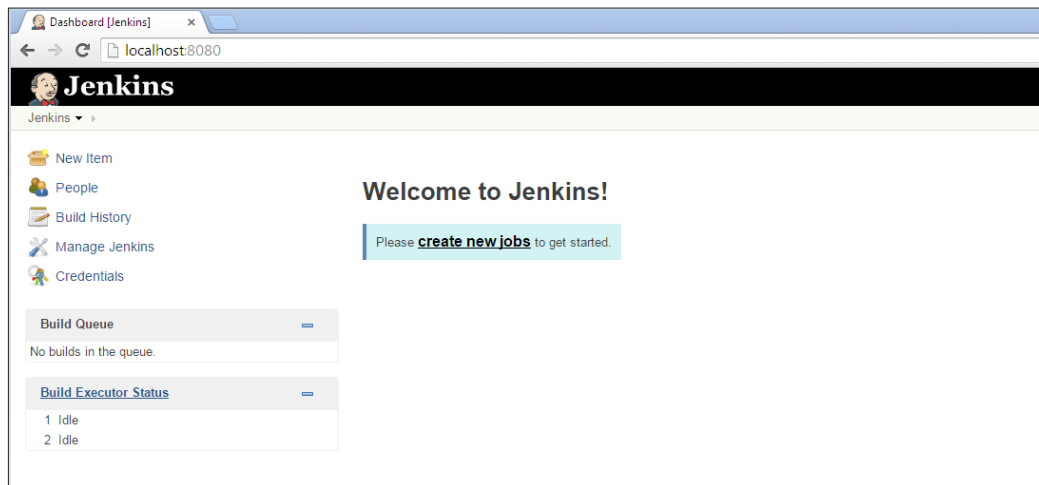 Dashboard [Jenkins]
localhost:8080
Jenkins
Jenkins
New Item
People
Build History
Manage Jenkins
Credentials
Build Queue
No builds in the queue.
Build Executor Status
1 Idle
2 Idle
Welcome to Jenkins!
Please create new jobs to get started.